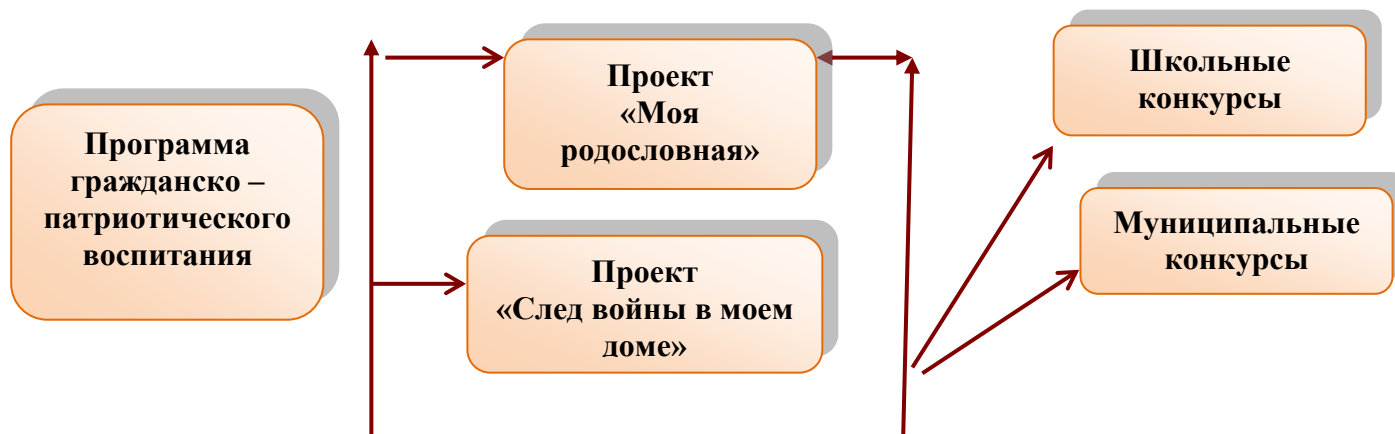 Программа
гражданско –
патриотического
воспитания
Проект
«Моя
родословная»
Проект
«След войны в моем
доме»
Школьные
конкурсы
Муниципальные
конкурсы